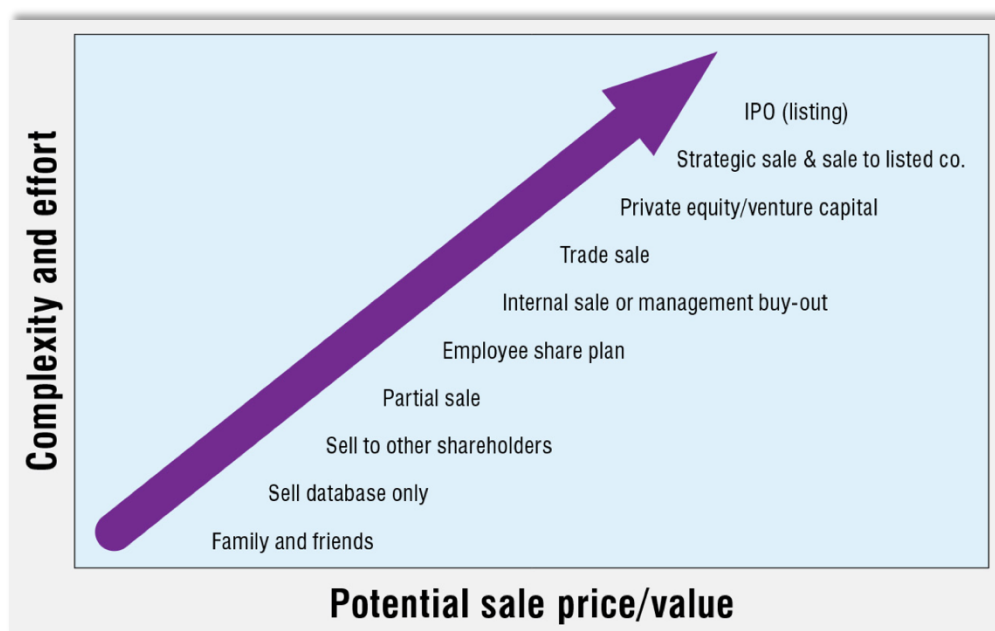 Complexity and effort
IPO (listing)
Strategic sale & sale to listed co.
Private equity/venture capital
Trade sale
Internal sale or management buy-out
Employee share plan
Partial sale
Sell to other shareholders
Sell database only
Family and friends
Potential sale price/value